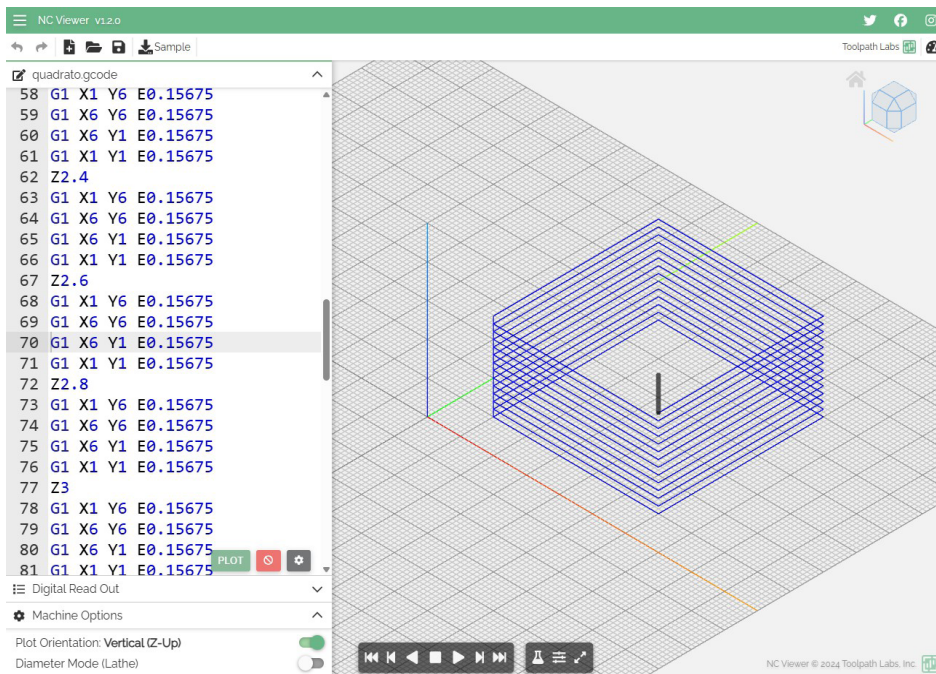 NC Viewer v1.2.0
Sample
Toolpath Labs
quadrato.gcode
58 G1 X1 Y6 E0.15675
59 G1 X6 Y6 E0.15675
60 G1 X6 Y1 E0.15675
61 G1 X1 Y1 E0.15675
62 Z2.4
63 G1 X1 Y6 E0.15675
64 G1 X6 Y6 E0.15675
65 G1 X6 Y1 E0.15675
66 G1 X1 Y1 E0.15675
67 Z2.6
68 G1 X1 Y6 E0.15675
69 G1 X6 Y6 E0.15675
70 G1 X6 Y1 E0.15675
71 G1 X1 Y1 E0.15675
72 Z2.8
73 G1 X1 Y6 E0.15675
74 G1 X6 Y6 E0.15675
75 G1 X6 Y1 E0.15675
76 G1 X1 Y1 E0.15675
77 Z3
78 G1 X1 Y6 E0.15675
79 G1 X6 Y6 E0.15675
80 G1 X6 Y1 E0.15675
81 G1 X1 Y1 E0.15675
PLOT
Digital Read Out
Machine Options
Plot Orientation: Vertical (Z-Up)
Diameter Mode (Lathe)
NC Viewer © 2024 Toolpath Labs, Inc.